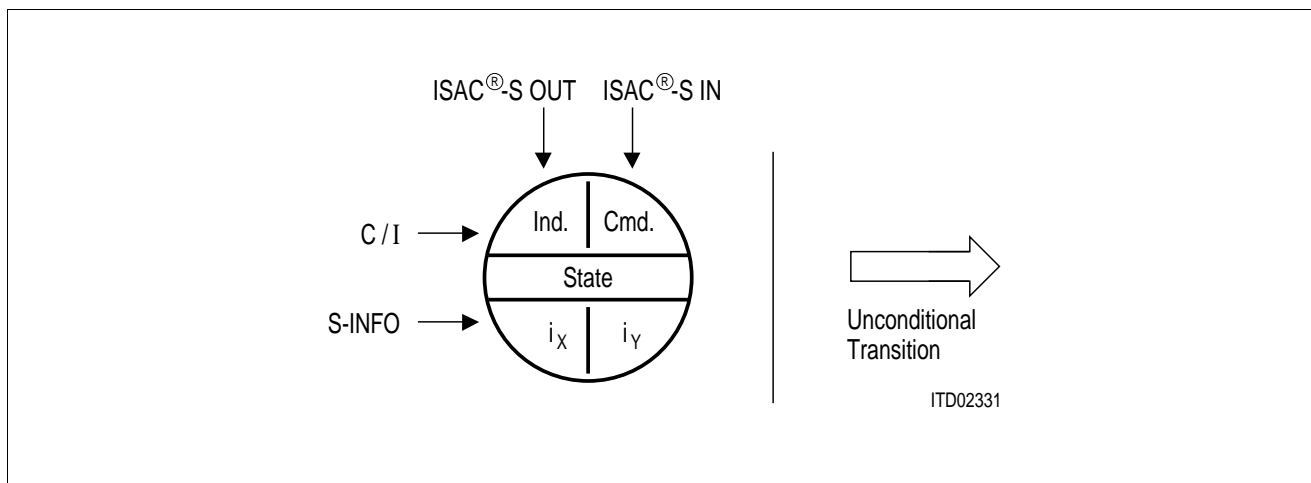 ISAC®-S OUT ISAC®-S IN
C/I
Ind. Cmd.
State
S-INFO
iX iY
Unconditional
Transition
ITD02331